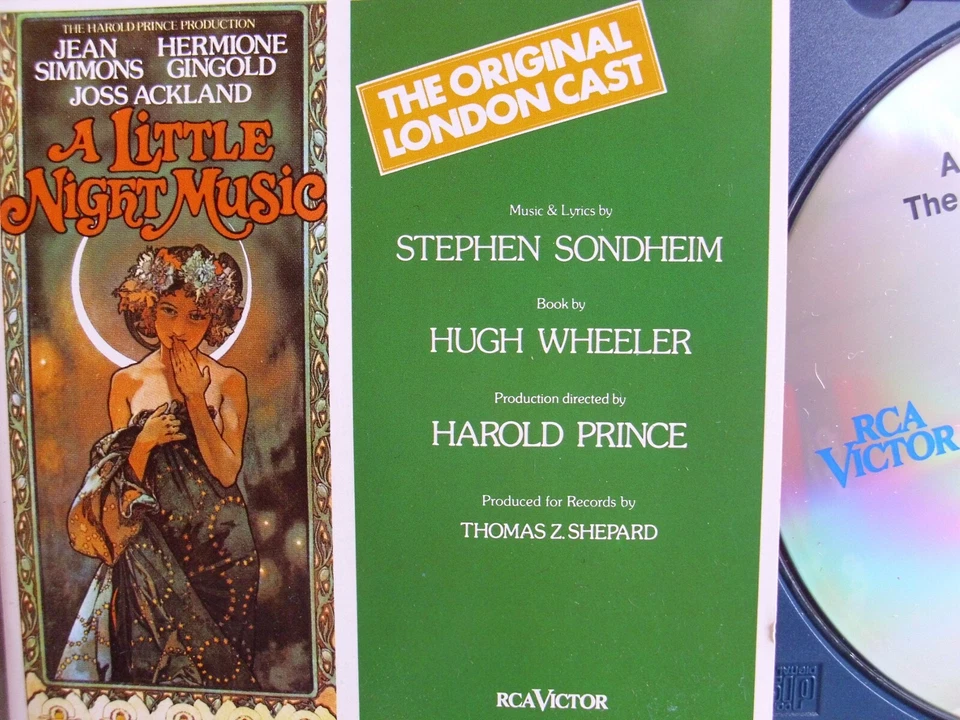 THE HAROLD PRINCE PRODUCTION
JEAN SIMMONS
HERMIONE GINGOLD
JOSS ACKLAND
A LITTLE
NIGHT MUSIC
THE ORIGINAL
LONDON CAST
Music & Lyrics by
STEPHEN SONDHEIM
Book by
HUGH WHEELER
Production directed by
HAROLD PRINCE
Produced for Records by
THOMAS Z. SHEPARD
RCA VICTOR
A
The
RCA
VICTOR